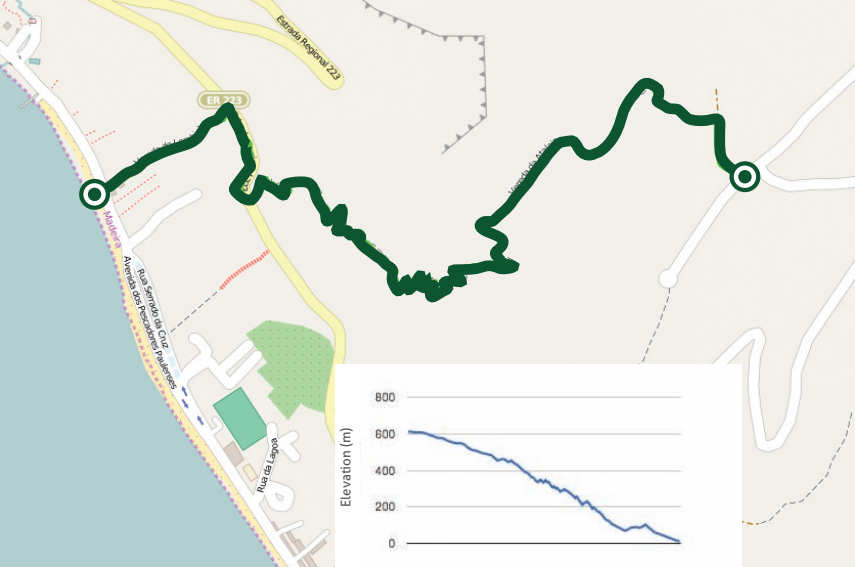 Estrada Regional 223
ER 223
Madeira
Rua Serrado da Cruz
Avenida dos Pescadores Paulenses
Rua da Lagoa
Elevation (m)
800
600
400
200
0